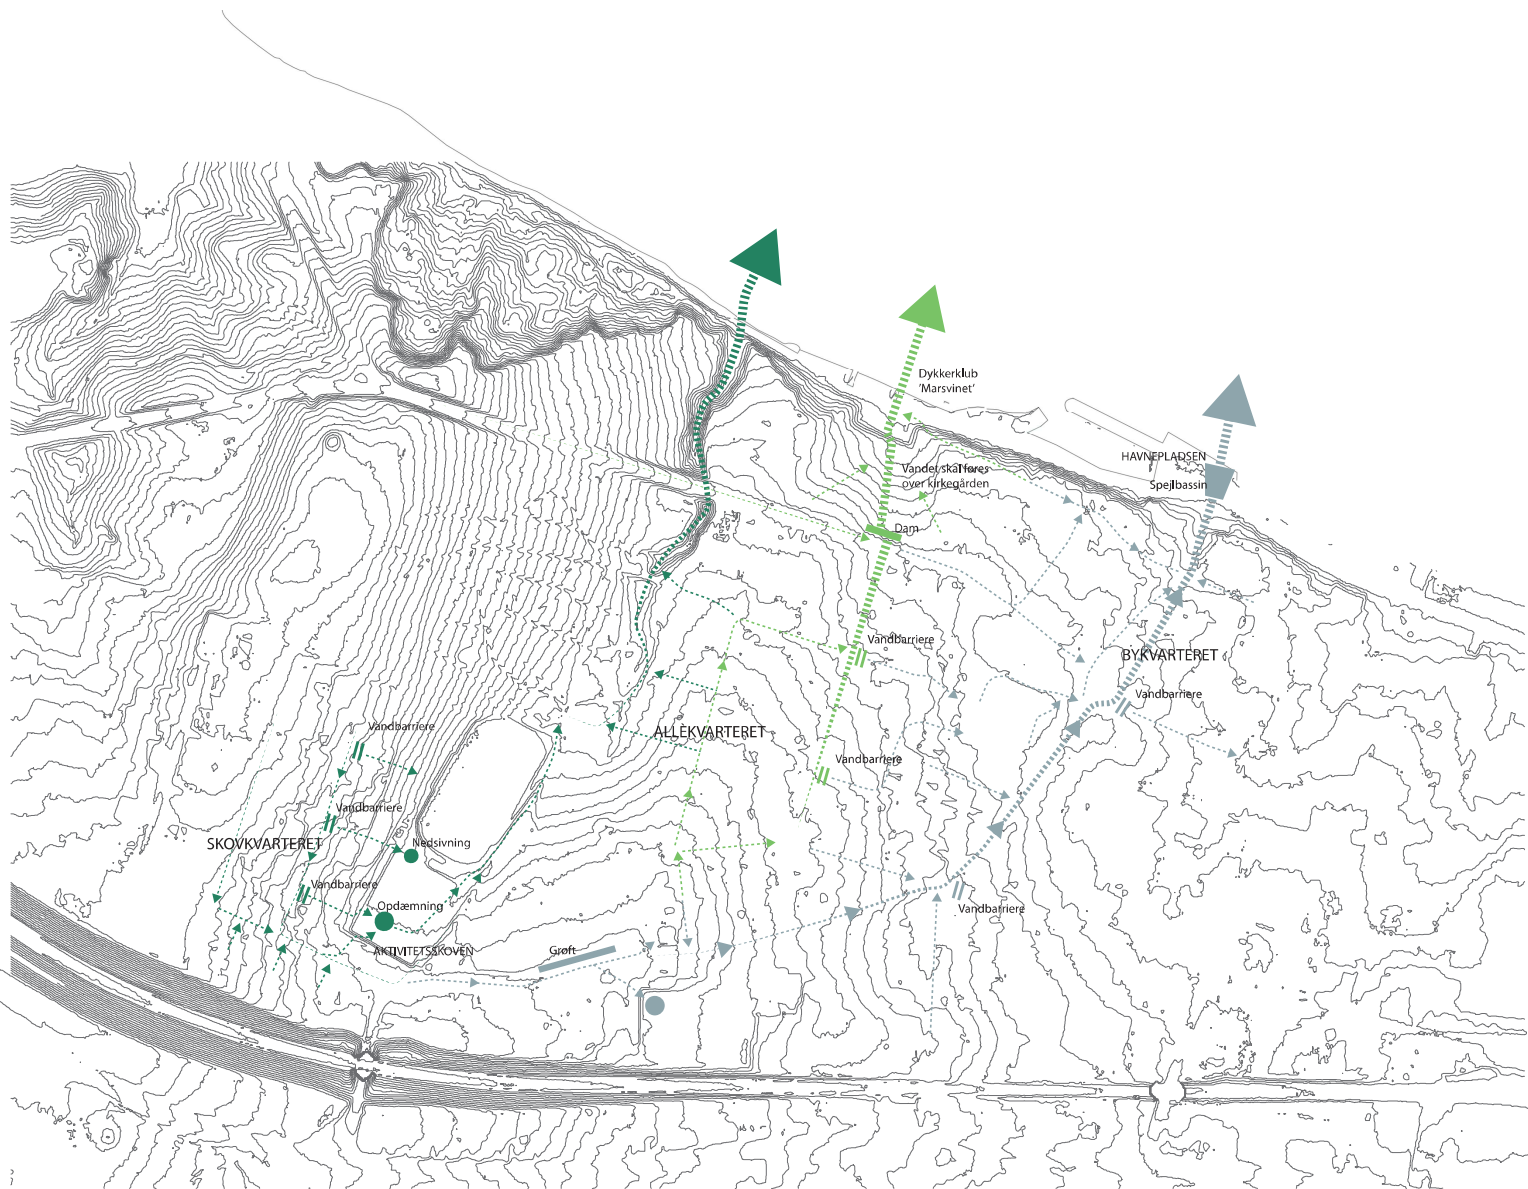 Dykkerklub
'Marsvinet'
HAVNEPLADSEN
Vandet skal føres
over kirkegården
Spejlbassin
Dam
Vandbarriere
BYKVARTERET
Vandbarriere
Vandbarriere
ALLEKVARTERET
Vandbarriere
Vandbarriere
SKOVKVARTERET
Nedsivning
Vandbarriere
Opdæmning
Vandbarriere
AKTIVITETSSKOVEN
Grøft